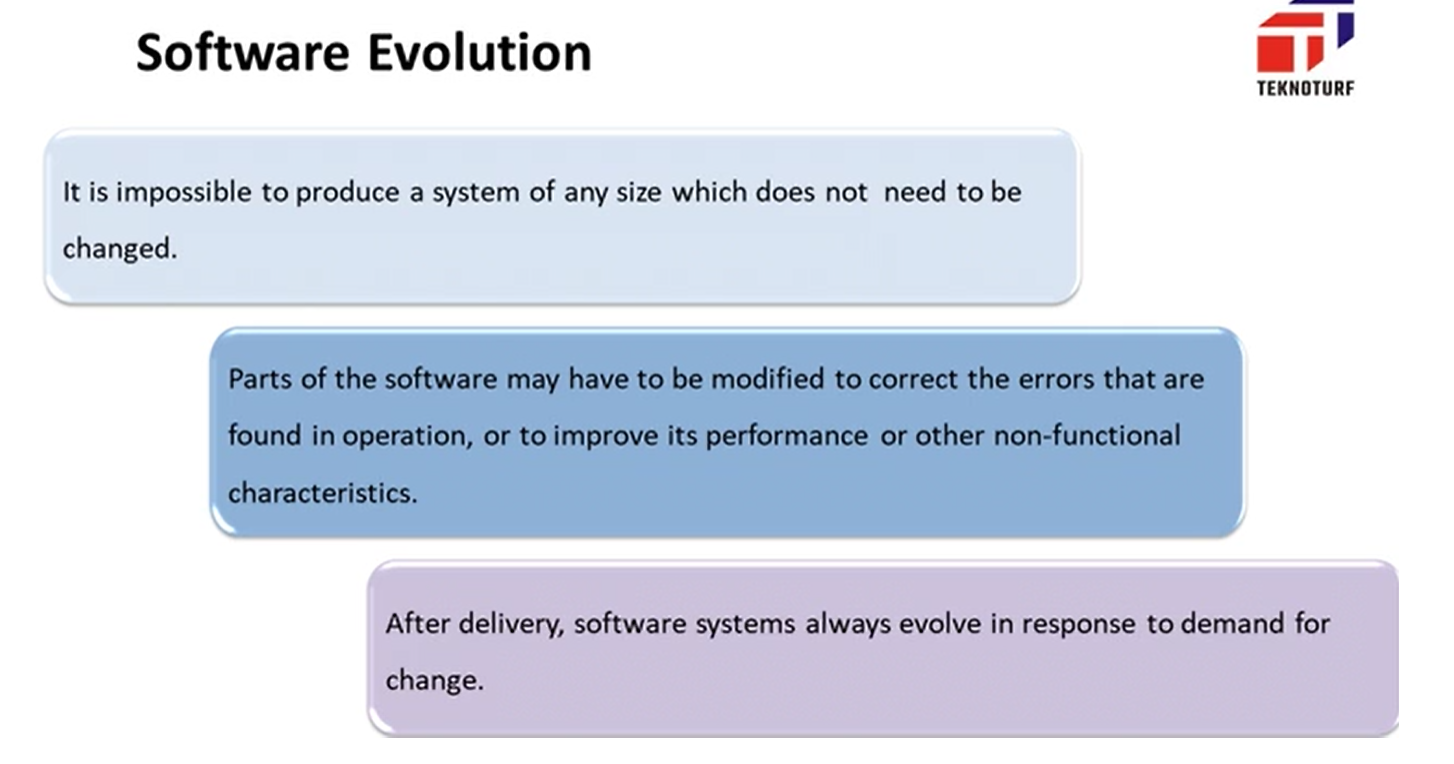 Software Evolution
TEKNOTURF
It is impossible to produce a system of any size which does not need to be
changed.
Parts of the software may have to be modified to correct the errors that are
found in operation, or to improve its performance or other non-functional
characteristics.
After delivery, software systems always evolve in response to demand for
change.